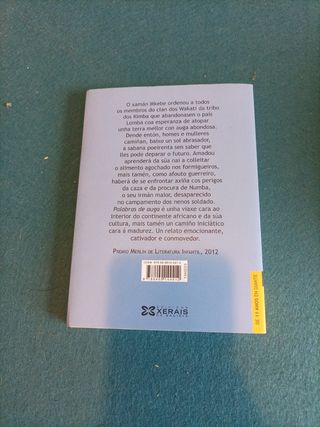 O xamán Mkebe ordenou a todos
os membros do clan dos Wakati da tribo
dos Kimba que abandonasen o país
Lomba coa esperanza de atopar
unha terra mellor con auga abondosa.
Dende entón, homes e mulleres
camiñan, baixo un sol abrasador,
a sabana poeirenta sen saber que
lles pode deparar o futuro. Amadou
aprenderá da súa nai a colleitar
o alimento agochado nos formigueiros,
mais tamén, como afouto guerreiro,
haberá de se enfrontar axiña cos perigos
da caza e da procura de Numba,
o seu irmán maior, desaparecido
no campamento dos nenos soldado.
Palabras de auga é unha viaxe cara ao
interior do continente africano e da súa
cultura, mais tamén un camiño iniciático
cara á madurez. Un relato emocionante,
cativador e conmovedor.
Premio Merlín de Literatura Infantil, 2012
XERAIS